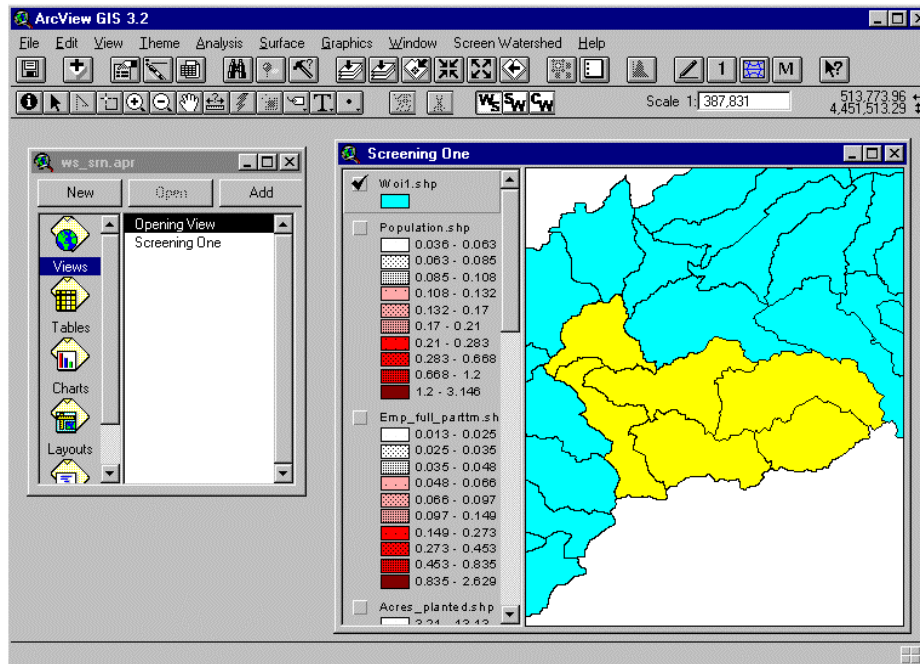 ArcView GIS 3.2
File Edit View Theme Analysis Surface Graphics Window Screen Watershed Help
1 M
T WS SW CW Scale 1: 387,831 513,773.96
4,451,513.29
ws_srn.apr
New Open Add
Opening View
Screening One
Views
Tables
Charts
Layouts
Screening One
Woi1.shp
Population.shp
0.036 - 0.063
0.063 - 0.085
0.085 - 0.108
0.108 - 0.132
0.132 - 0.17
0.17 - 0.21
0.21 - 0.283
0.283 - 0.668
0.668 - 1.2
1.2 - 3.146
Emp_full_parttm.sh
0.013 - 0.025
0.025 - 0.035
0.035 - 0.048
0.048 - 0.066
0.066 - 0.097
0.097 - 0.149
0.149 - 0.273
0.273 - 0.453
0.453 - 0.835
0.835 - 2.629
Acres_planted.shp